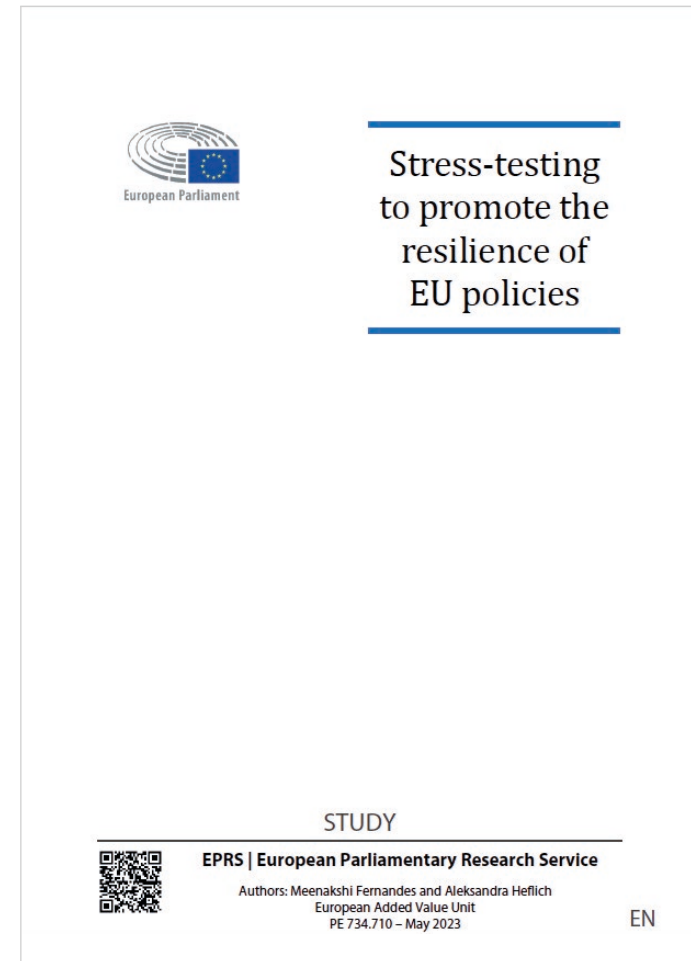 European Parliament
Stress-testing
to promote the
resilience of
EU policies
STUDY
EPRS | European Parliamentary Research Service
Authors: Meenakshi Fernandes and Aleksandra Heflich
European Added Value Unit
PE 734.710 – May 2023
EN